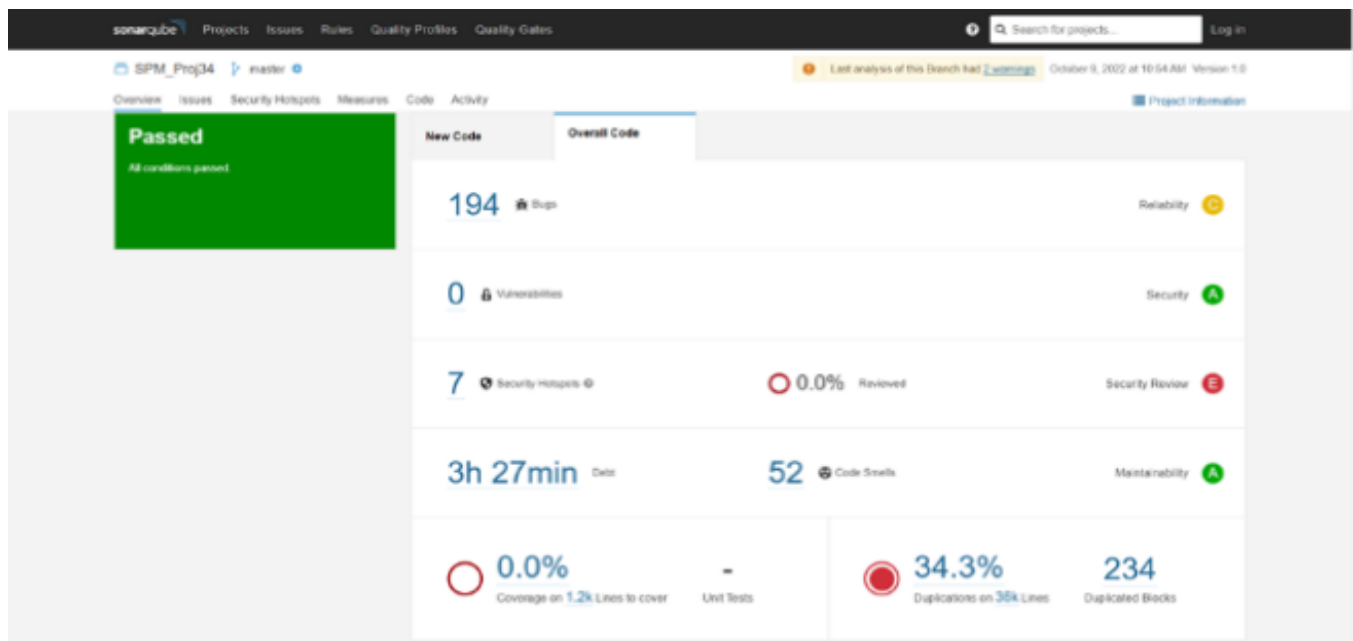 sonarqube Projects Issues Rules Quality Profiles Quality Gates Search for projects... Log in
SPM_Proj34 master Last analysis of this Branch had 2 warnings October 9, 2022 at 10:54 AM Version 1.0
Overview Issues Security Hotspots Measures Code Activity Project Information
Passed
All conditions passed.
New Code Overall Code
194 Bugs Reliability C
0 Vulnerabilities Security A
7 Security Hotspots 0.0% Reviewed Security Review E
3h 27min Debt 52 Code Smells Maintainability A
0.0% - 34.3% 234
Coverage on 1.2k Lines to cover Unit Tests Duplications on 36k Lines Duplicated Blocks